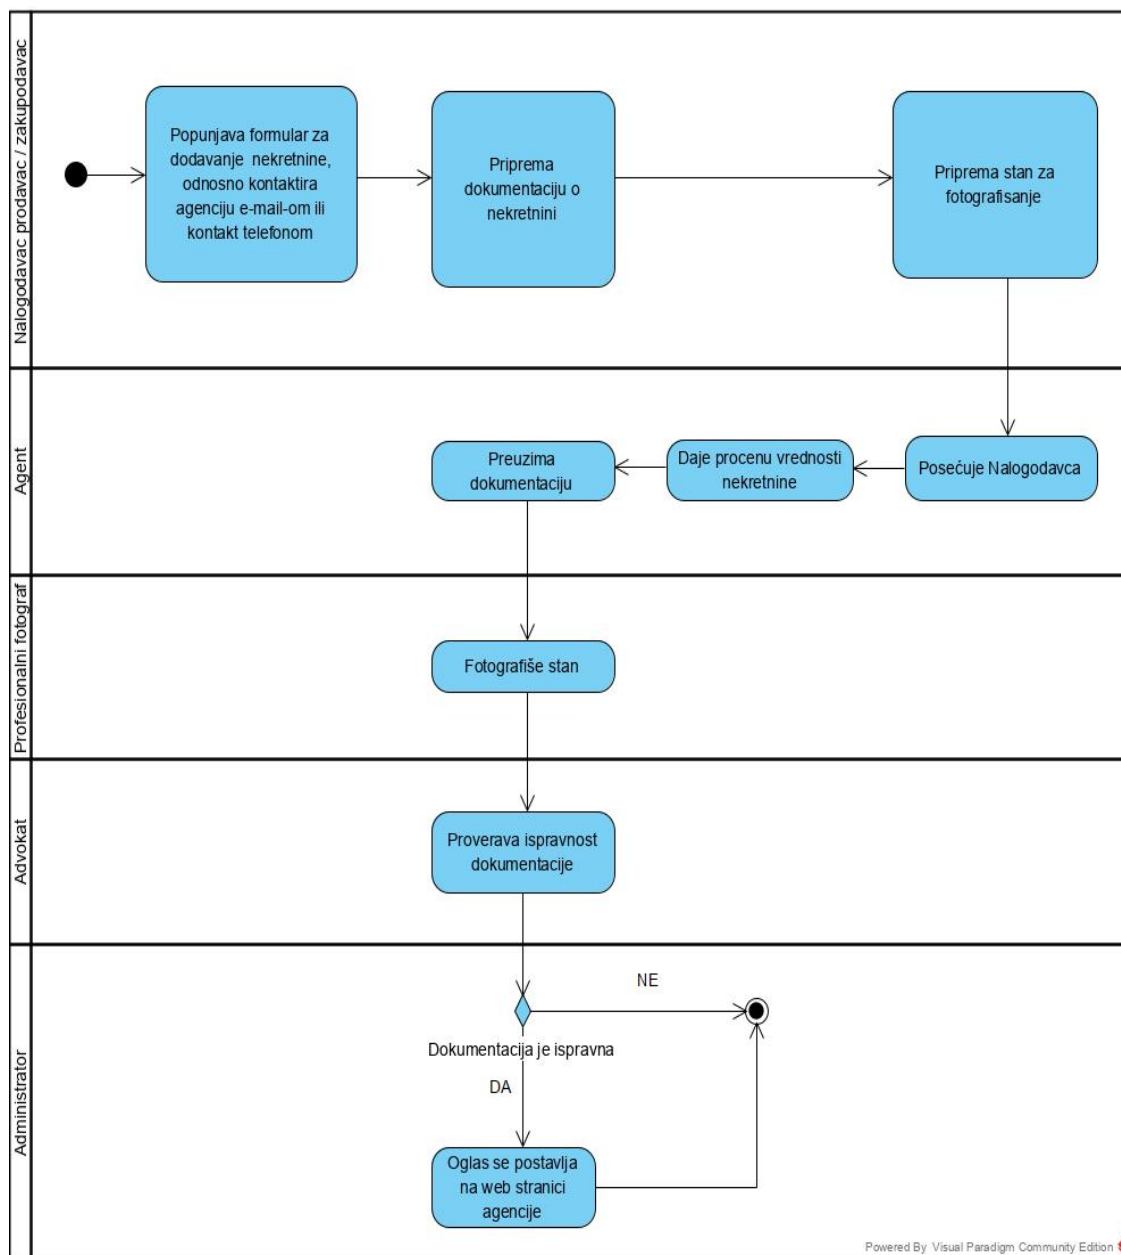 Nalogodavac prodavac / zakupodavac
Popunjava formular za
dodavanje nekretnine,
odnosno kontaktira
agenciju e-mail-om ili
kontakt telefonom
Priprema
dokumentaciju o
nekretnini
Priprema stan za
fotografisanje
Agent
Preuzima
dokumentaciju
Daje procenu vrednosti
nekretnine
Posećuje Nalogodavca
Profesionalni fotograf
Fotografiše stan
Advokat
Proverava ispravnost
dokumentacije
Administrator
NE
Dokumentacija je ispravna
DA
Oglas se postavlja
na web stranici
agencije
Powered By Visual Paradigm Community Edition